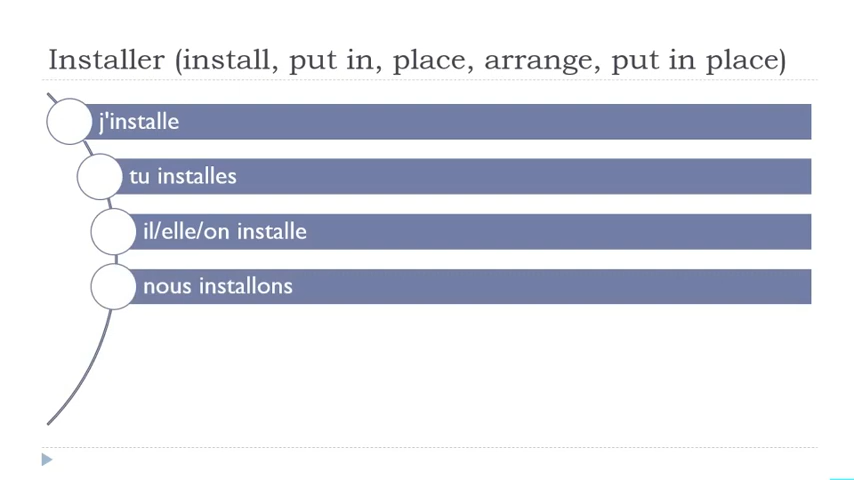 Installer (install, put in, place, arrange, put in place)
j'installe
tu installes
il/elle/on installe
nous installons